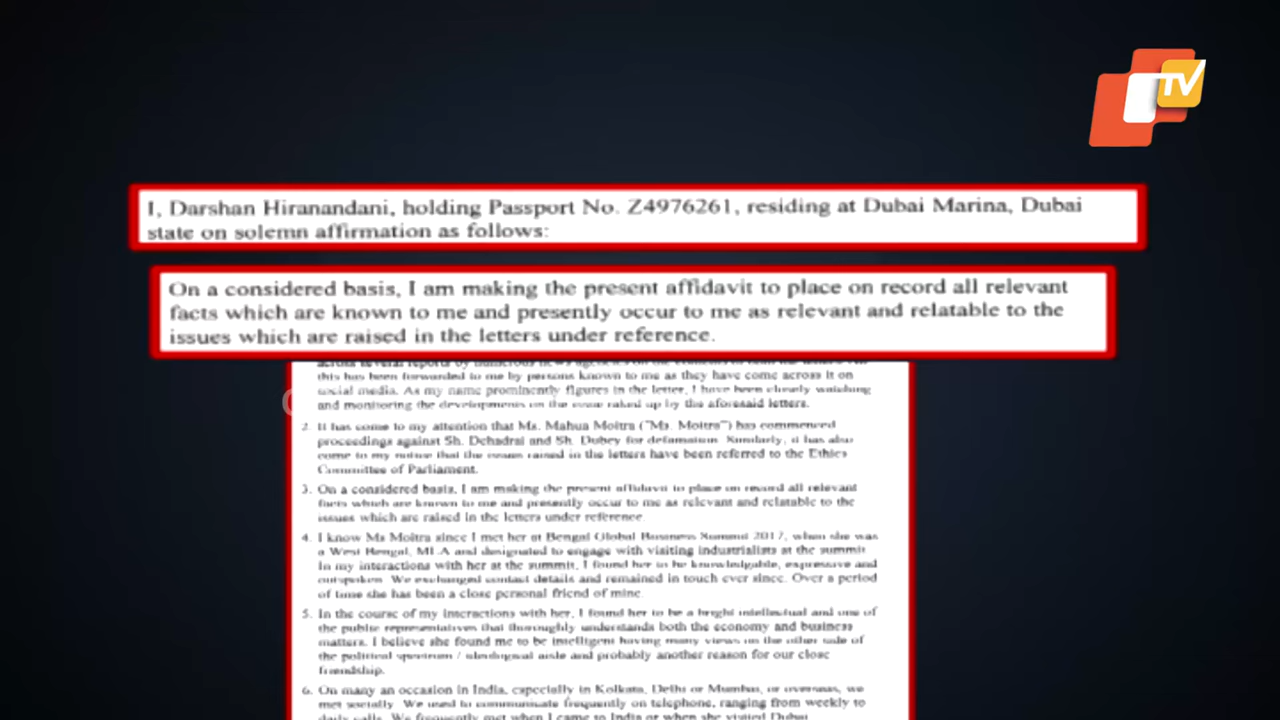 TV
I, Darshan Hiranandani, holding Passport No. Z4976261, residing at Dubai Marina, Dubai
state on solemn affirmation as follows:
On a considered basis, I am making the present affidavit to place on record all relevant
facts which are known to me and presently occur to me as relevant and relatable to the
issues which are raised in the letters under reference.
this has been forwarded to me by persons known to me as they have come across it on
social media. As my name prominently figures in the letter, I have been closely watching
and monitoring the developments on the issue raked up by the aforesaid letters.
2. It has come to my attention that Ms. Mahua Moitra ("Ms. Moitra") has commenced
proceedings against Sh. Dehadrai and Sh. Dubey for defamation. Similarly, it has also
come to my notice that the issues raised in the letters have been referred to the Ethics
Committee of Parliament.
3. On a considered basis, I am making the present affidavit to place on record all relevant
facts which are known to me and presently occur to me as relevant and relatable to the
issues which are raised in the letters under reference.
4. I know Ms Moitra since I met her at Bengal Global Business Summit 2017, when she was
a West Bengal, MLA and designated to engage with visiting industrialists at the summit.
In my interactions with her at the summit, I found her to be knowledgable, expressive and
outspoken. We exchanged contact details and remained in touch ever since. Over a period
of time she has been a close personal friend of mine.
5. In the course of my interactions with her, I found her to be a bright intellectual and one of
the public representatives that thoroughly understands both the economy and business
matters. I believe she found me to be intelligent having many views on the other side of
the political spectrum / ideological aisle and probably another reason for our close
friendship.
6. On many an occasion in India, especially in Kolkata, Delhi or Mumbai, or overseas, we
met socially. We used to communicate frequently on telephone, ranging from weekly to
daily calls. We frequently met when I came to India or when she visited Dubai.